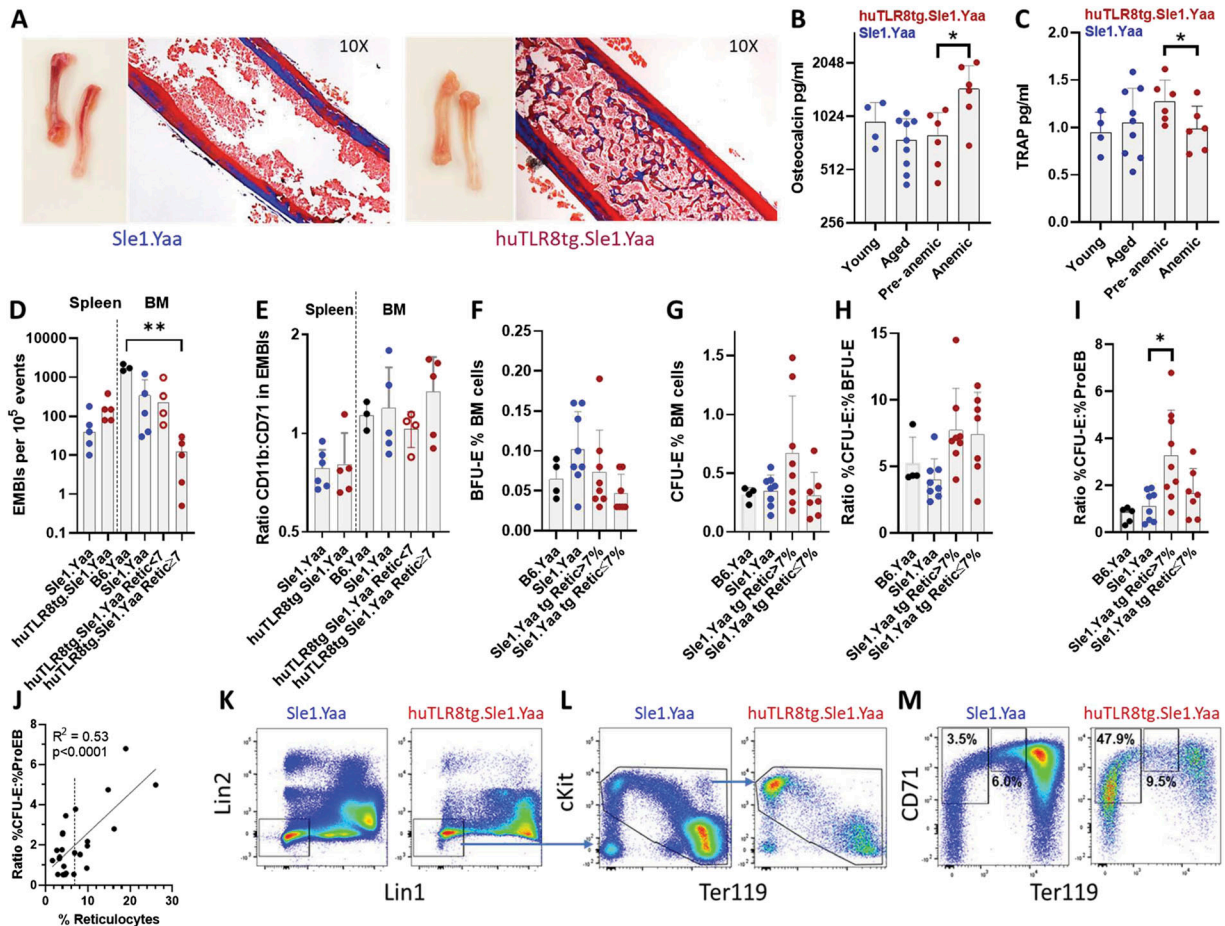 A
10X
10X
Sle1.Yaa
huTLR8tg.Sle1.Yaa
B
huTLR8tg.Sle1.Yaa
Sle1.Yaa
*
Osteocalcin pg/ml
2048
1024
512
256
Young
Aged
Pre- anemic
Anemic
C
huTLR8tg.Sle1.Yaa
Sle1.Yaa
*
TRAP pg/ml
2.0
1.5
1.0
0.5
0.0
Young
Aged
Pre- anemic
Anemic
D
Spleen
BM
**
EMBIs per 10⁵ events
10000
1000
100
10
1
0.1
Sle1.Yaa
huTLR8tg.Sle1.Yaa
B6.Yaa
Sle1.Yaa
huTLR8tg.Sle1.Yaa Retic<7
huTLR8tg.Sle1.Yaa Retic≥7
E
Spleen
BM
Ratio CD11b:CD71 in EMBIs
2
1
0.5
Sle1.Yaa
huTLR8tg Sle1.Yaa
B6.Yaa
Sle1.Yaa
huTLR8tg Sle1.Yaa Retic<7
huTLR8tg Sle1.Yaa Retic≥7
F
BFU-E % BM cells
0.25
0.20
0.15
0.10
0.05
0.00
B6.Yaa
Sle1.Yaa
Sle1.Yaa tg Retic>7%
Sle1.Yaa tg Retic≤7%
G
CFU-E % BM cells
1.5
1.0
0.5
0.0
B6.Yaa
Sle1.Yaa
Sle1.Yaa tg Retic>7%
Sle1.Yaa tg Retic≤7%
H
Ratio %CFU-E:%BFU-E
15
10
5
0
B6.Yaa
Sle1.Yaa
Sle1.Yaa tg Retic>7%
Sle1.Yaa tg Retic≤7%
I
*
Ratio %CFU-E:%ProEB
10
8
6
4
2
0
B6.Yaa
Sle1.Yaa
Sle1.Yaa tg Retic>7%
Sle1.Yaa tg Retic≤7%
J
R² = 0.53
p<0.0001
Ratio %CFU-E:%ProEB
8
6
4
2
0
0
10
20
30
% Reticulocytes
K
Sle1.Yaa
huTLR8tg.Sle1.Yaa
Lin2
Lin1
L
Sle1.Yaa
huTLR8tg.Sle1.Yaa
cKit
Ter119
M
Sle1.Yaa
huTLR8tg.Sle1.Yaa
3.5%
6.0%
47.9%
9.5%
CD71
Ter119